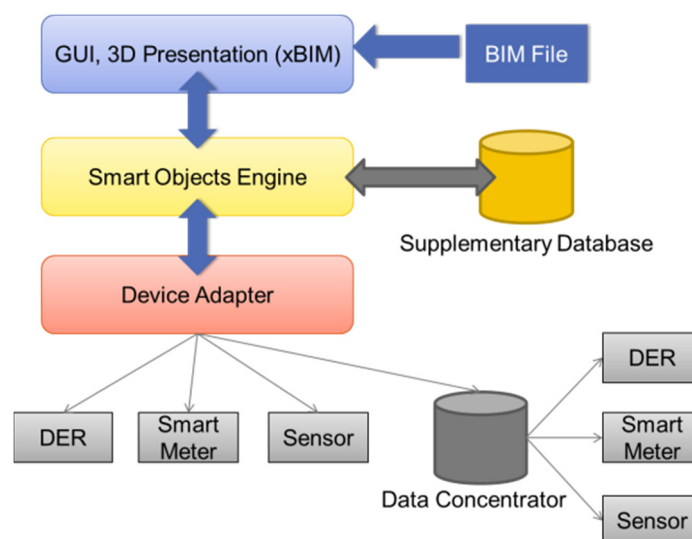 GUI, 3D Presentation (xBIM)
BIM File
Smart Objects Engine
Supplementary Database
Device Adapter
DER
DER
Smart
Meter
Sensor
Smart
Meter
Data Concentrator
Sensor